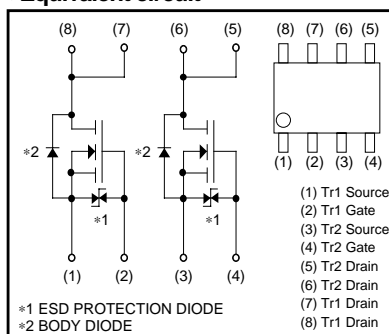 (8) (7) (6) (5)
*2 *2
*1 *1
(1) (2) (3) (4)
*1 ESD PROTECTION DIODE
*2 BODY DIODE
(8) (7) (6) (5)
(1) (2) (3) (4)
(1) Tr1 Source
(2) Tr1 Gate
(3) Tr2 Source
(4) Tr2 Gate
(5) Tr2 Drain
(6) Tr2 Drain
(7) Tr1 Drain
(8) Tr1 Drain